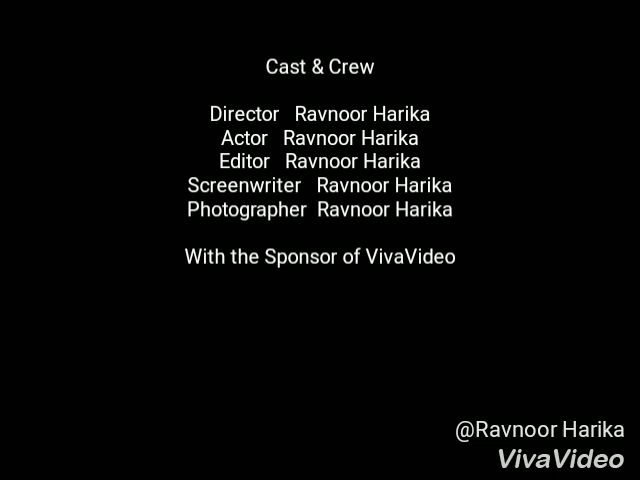 Cast & Crew
Director Ravnoor Harika
Actor Ravnoor Harika
Editor Ravnoor Harika
Screenwriter Ravnoor Harika
Photographer Ravnoor Harika
With the Sponsor of VivaVideo
@Ravnoor Harika
VivaVideo